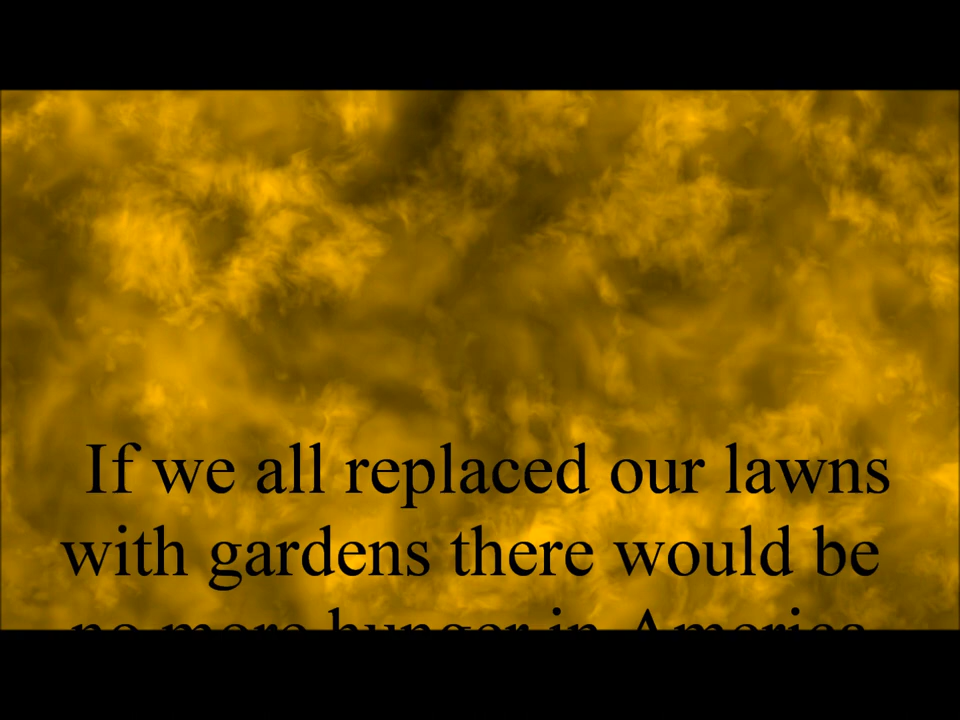 If we all replaced our lawns
with gardens there would be
no more hunger in America